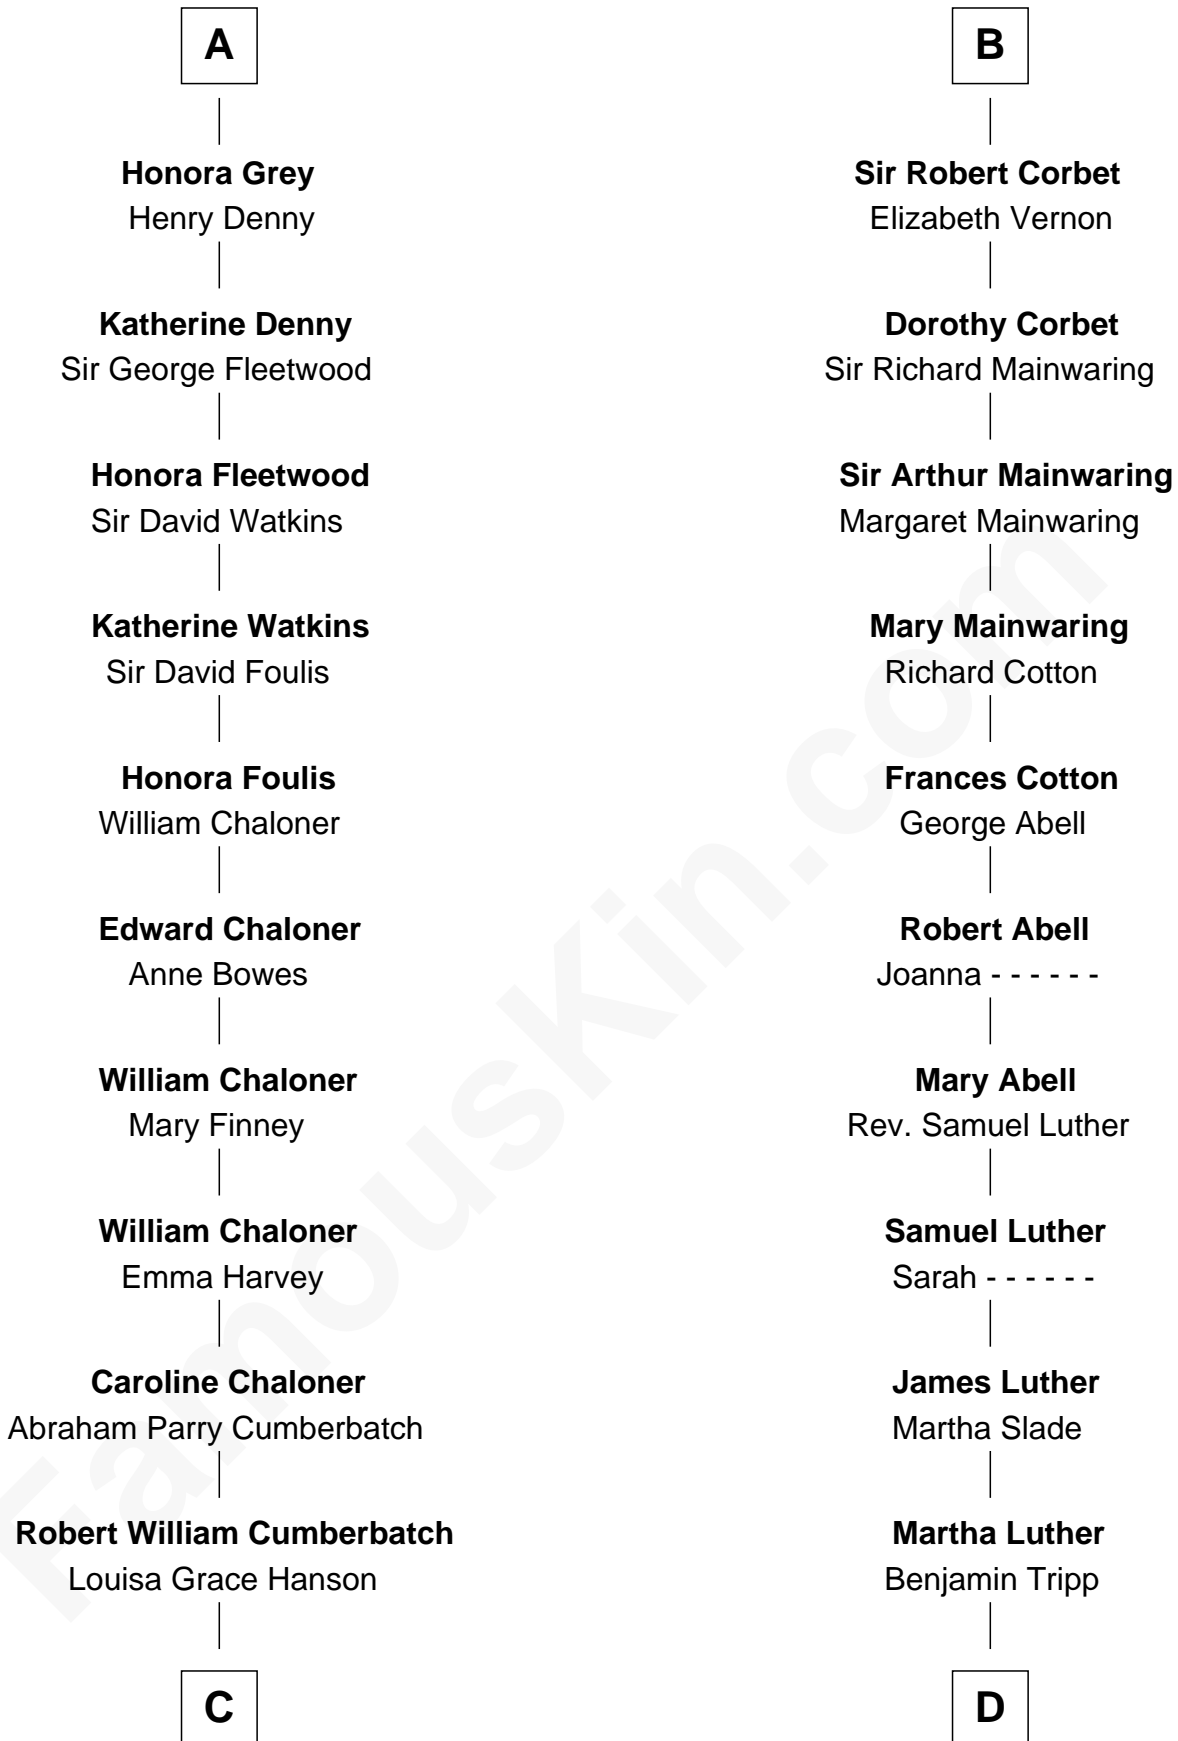 A
Honora Grey
Henry Denny
Katherine Denny
Sir George Fleetwood
Honora Fleetwood
Sir David Watkins
Katherine Watkins
Sir David Foulis
Honora Foulis
William Chaloner
Edward Chaloner
Anne Bowes
William Chaloner
Mary Finney
William Chaloner
Emma Harvey
Caroline Chaloner
Abraham Parry Cumberbatch
Robert William Cumberbatch
Louisa Grace Hanson
C
B
Sir Robert Corbet
Elizabeth Vernon
Dorothy Corbet
Sir Richard Mainwaring
Sir Arthur Mainwaring
Margaret Mainwaring
Mary Mainwaring
Richard Cotton
Frances Cotton
George Abell
Robert Abell
Joanna - - - - - -
Mary Abell
Rev. Samuel Luther
Samuel Luther
Sarah - - - - - -
James Luther
Martha Slade
Martha Luther
Benjamin Tripp
D
FamousKin.com